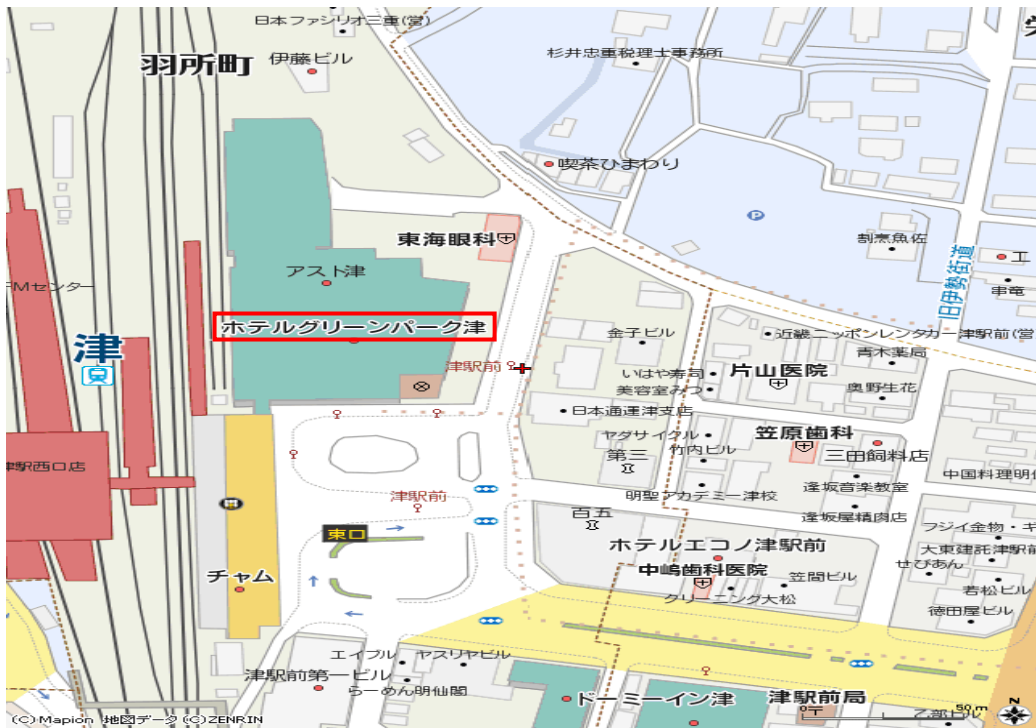 日本ファシリオ三重(営)
羽所町
伊藤ビル
杉井忠重税理士事務所
喫茶ひまわり
東海眼科
割烹魚佐
旧伊勢街道
工
串竜
アスト津
FMセンター
ホテルグリーンパーク津
津
金子ビル
近畿ニッポンレンタカー津駅前(営
青木薬局
津駅前
いはや寿司
片山医院
美容室みつ
奥野生花
日本通運津支店
ヤダサイクル
笠原歯科
竹内ビル
三田飼料店
第三
津駅西口店
中国料理明
逢坂音楽教室
明聖アカデミー津校
津駅前
百五
逢坂屋精肉店
フジイ金物・キ
東口
ホテルエコノ津駅前
大東建託津駅前
せぴあん
中嶋歯科医院
笠間ビル
チャム
若松ビル
クリーニング大松
徳田屋ビル
エイブル
ヤスリヤビル
津駅前第一ビル
らーめん明仙閣
ドーミーイン津
津駅前局
乙部ビル
50m
N
(C)Mapion 地図データ(C)ZENRIN